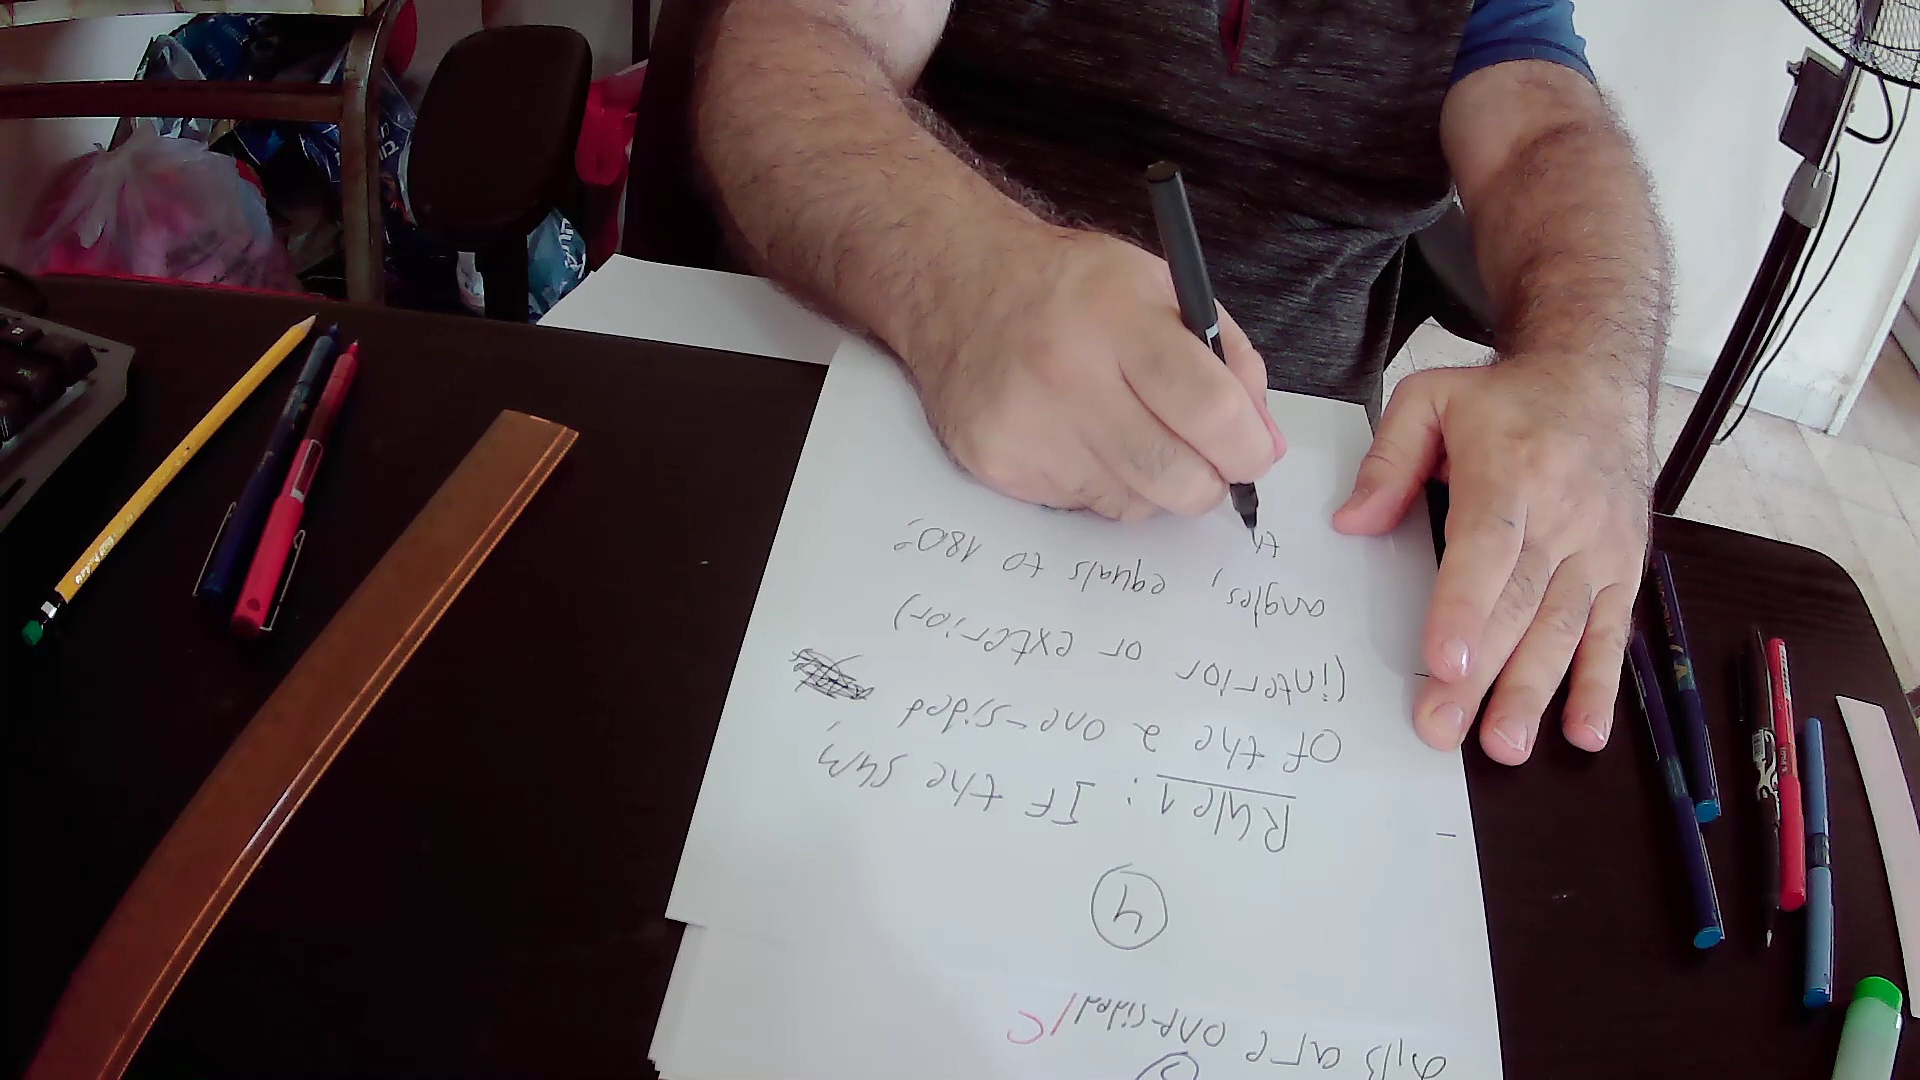 α,β are one-sided
4
Rule 1: If the sum,
Of the 2 one-sided
(interior or exterior)
angles, equals to 180°,
th